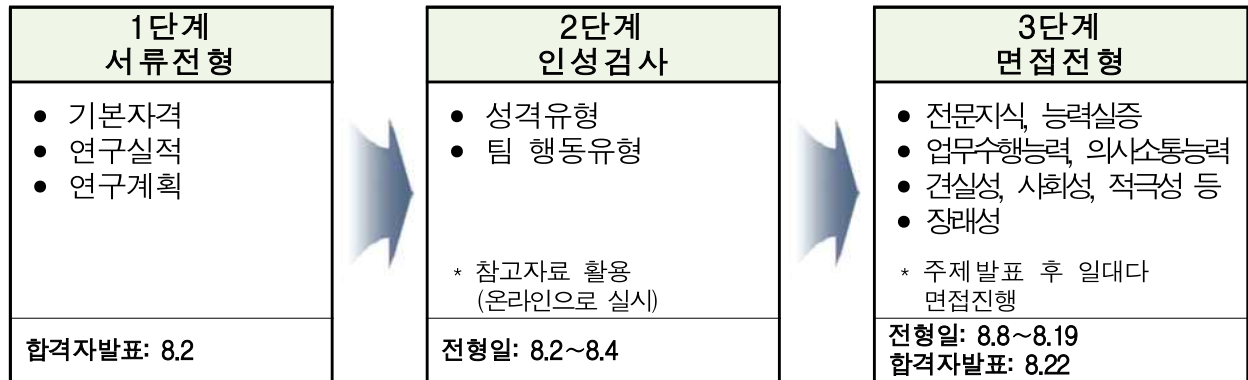 1단계
서류전형
● 기본자격
● 연구실적
● 연구계획
합격자발표: 8.2
2단계
인성검사
● 성격유형
● 팀 행동유형
* 참고자료 활용
(온라인으로 실시)
전형일: 8.2~8.4
3단계
면접전형
● 전문지식, 능력실증
● 업무수행능력, 의사소통능력
● 견실성, 사회성, 적극성 등
● 장래성
* 주제발표 후 일대다
면접진행
전형일: 8.8~8.19
합격자발표: 8.22